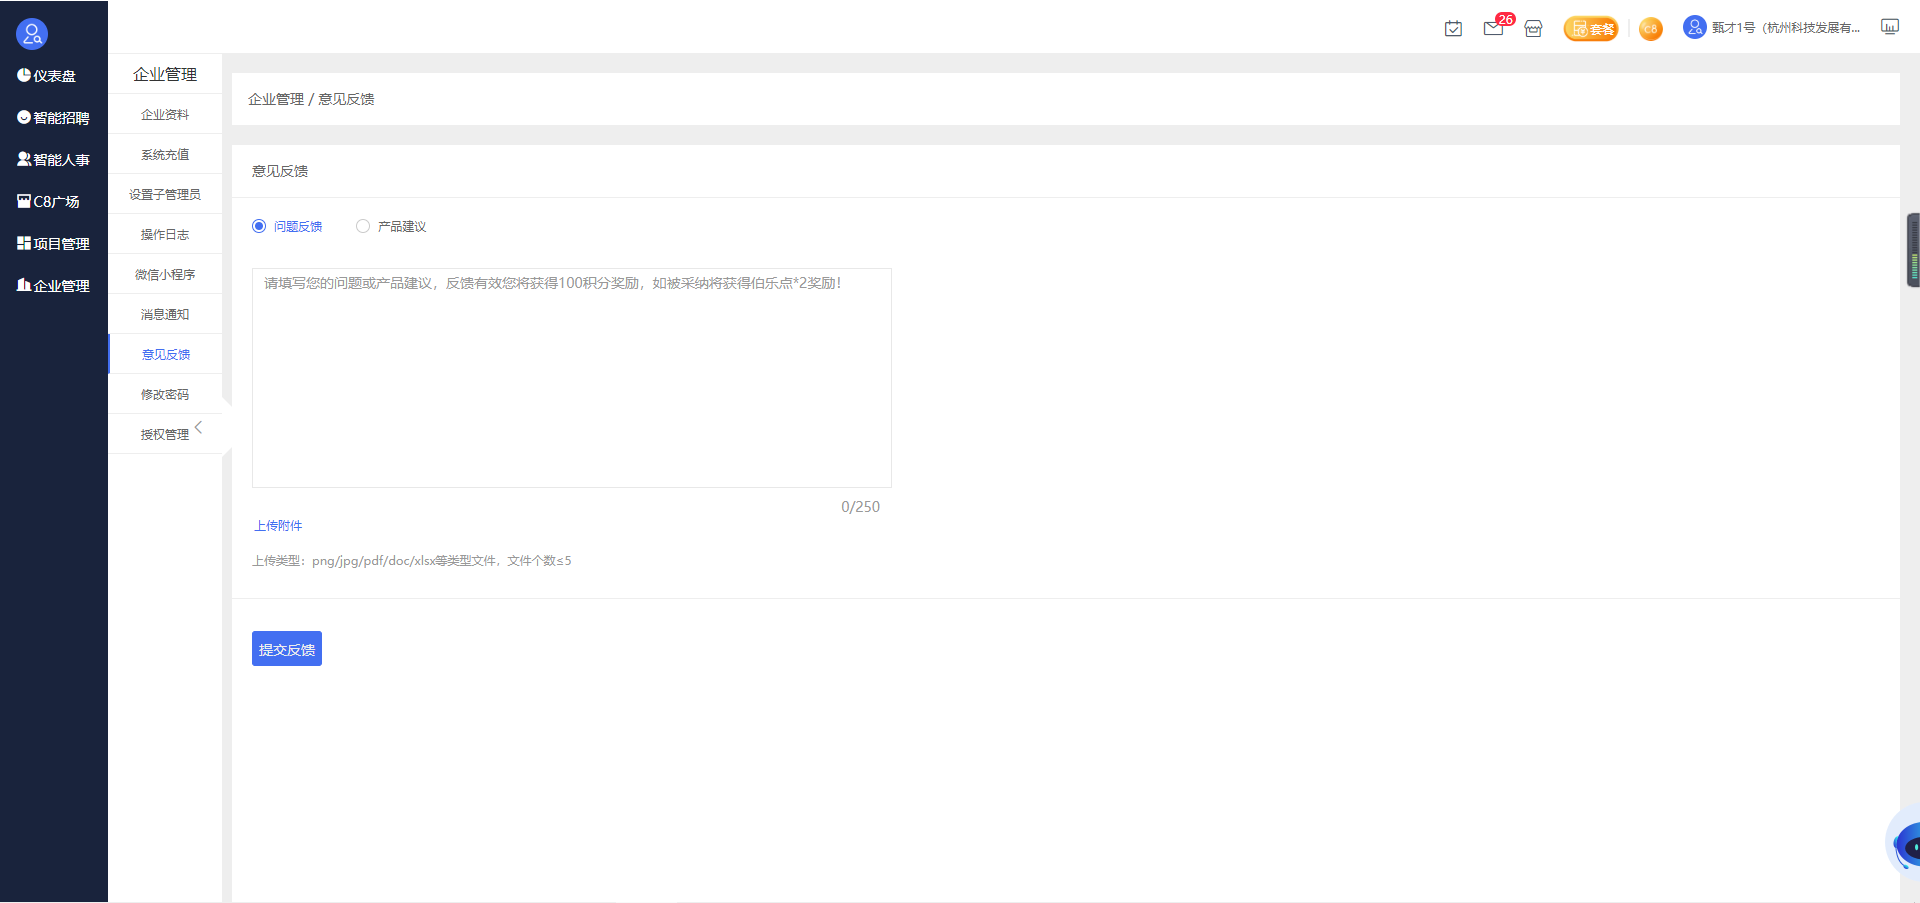 26
套餐
C8
甄才1号（杭州科技发展有...
仪表盘
智能招聘
智能人事
C8广场
项目管理
企业管理
企业管理
企业资料
系统充值
设置子管理员
操作日志
微信小程序
消息通知
意见反馈
修改密码
授权管理
企业管理 / 意见反馈
意见反馈
问题反馈
产品建议
请填写您的问题或产品建议，反馈有效您将获得100积分奖励，如被采纳将获得伯乐点*2奖励！
0/250
上传附件
上传类型：png/jpg/pdf/doc/xlsx等类型文件，文件个数≤5
提交反馈